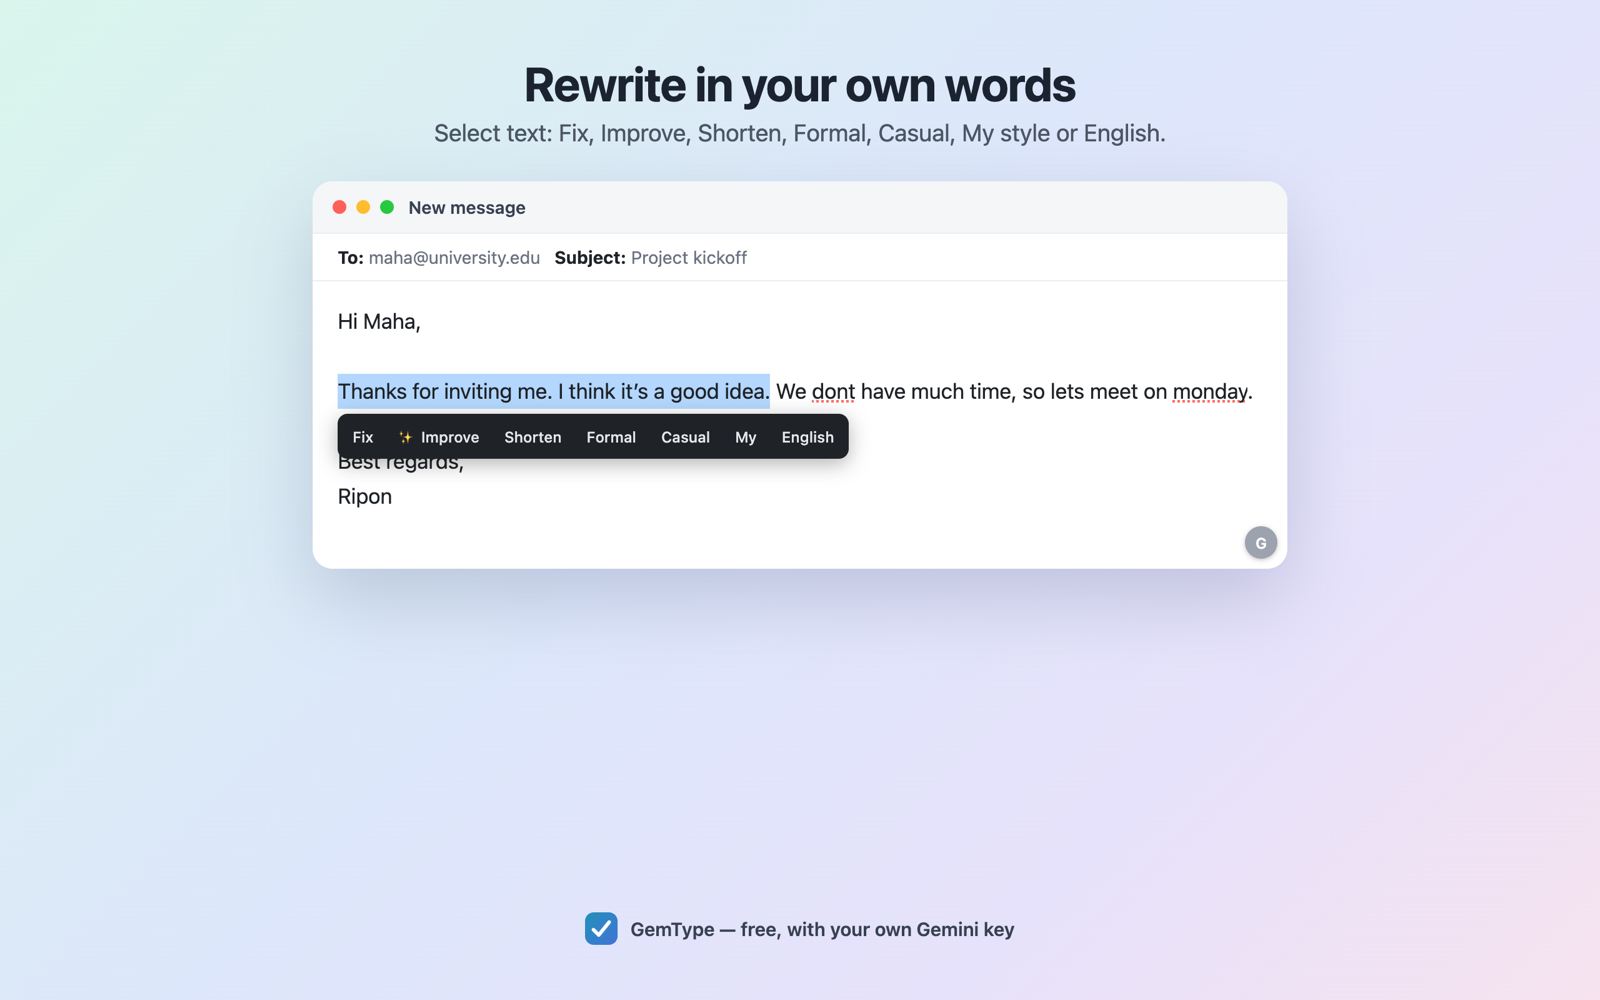 Rewrite in your own words
Select text: Fix, Improve, Shorten, Formal, Casual, My style or English.
New message
To: maha@university.edu Subject: Project kickoff
Hi Maha,
Thanks for inviting me. I think it’s a good idea. We dont have much time, so lets meet on monday.
Fix ✨ Improve Shorten Formal Casual My English
Best regards,
Ripon
G
GemType — free, with your own Gemini key